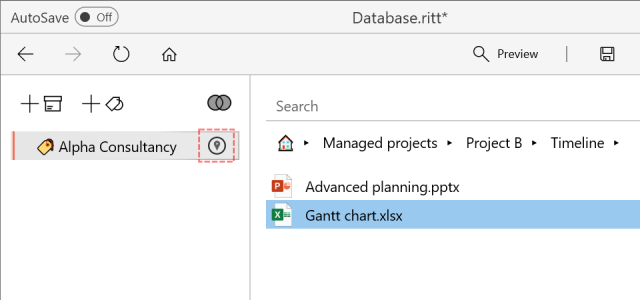 AutoSave Off Database.ritt*
Preview
Search
Alpha Consultancy
Managed projects Project B Timeline
Advanced planning.pptx
Gantt chart.xlsx